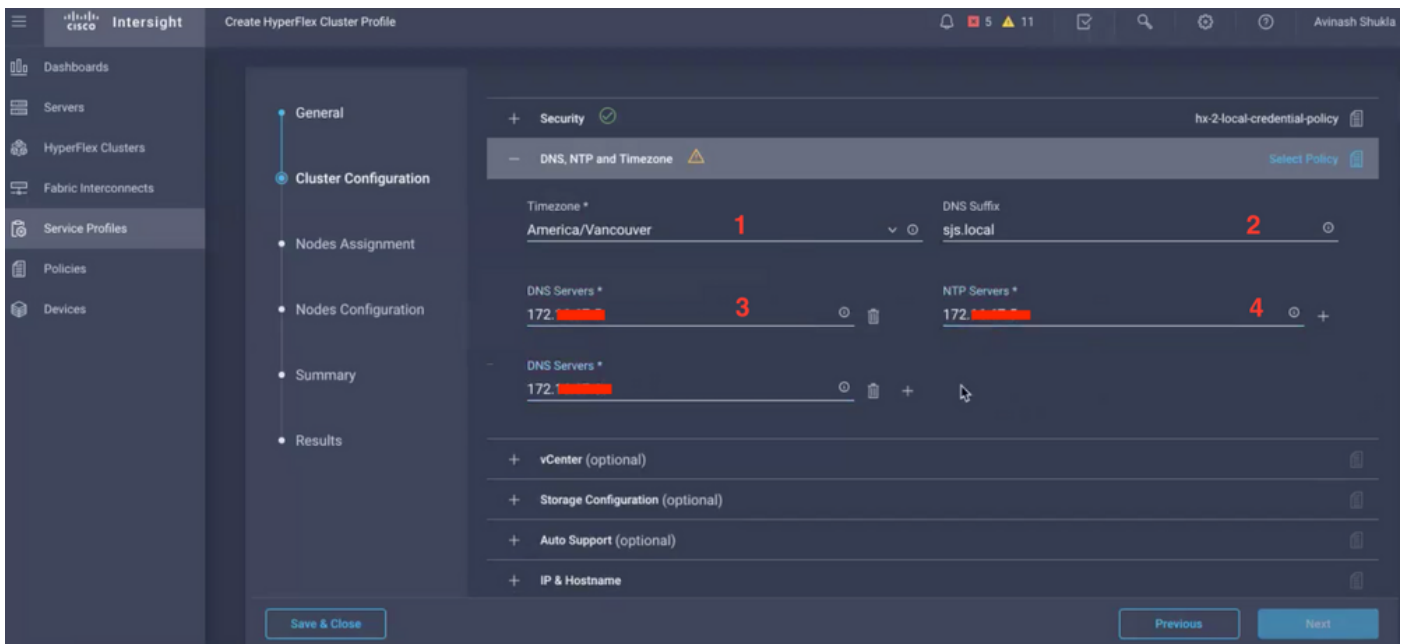 cisco Intersight
Create HyperFlex Cluster Profile
5
11
Avinash Shukla
Dashboards
Servers
HyperFlex Clusters
Fabric Interconnects
Service Profiles
Policies
Devices
General
Cluster Configuration
Nodes Assignment
Nodes Configuration
Summary
Results
+ Security
hx-2-local-credential-policy
− DNS, NTP and Timezone
Select Policy
Timezone *
America/Vancouver
1
DNS Suffix
sjs.local
2
DNS Servers *
172.
3
NTP Servers *
172.
4
+
DNS Servers *
172.1
+
+ vCenter (optional)
+ Storage Configuration (optional)
+ Auto Support (optional)
+ IP & Hostname
Save & Close
Previous
Next